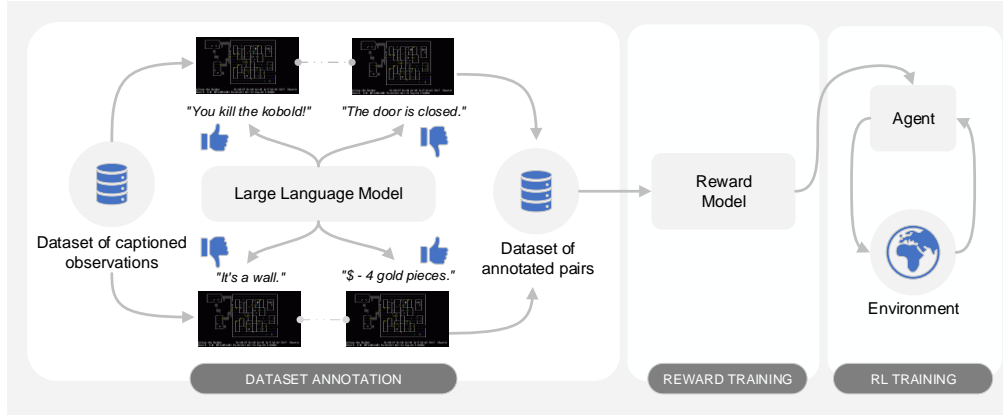 "You kill the kobold!"
"The door is closed."
Large Language Model
Dataset of captioned
observations
"It's a wall."
"$ - 4 gold pieces."
Dataset of
annotated pairs
DATASET ANNOTATION
Reward
Model
REWARD TRAINING
Agent
Environment
RL TRAINING